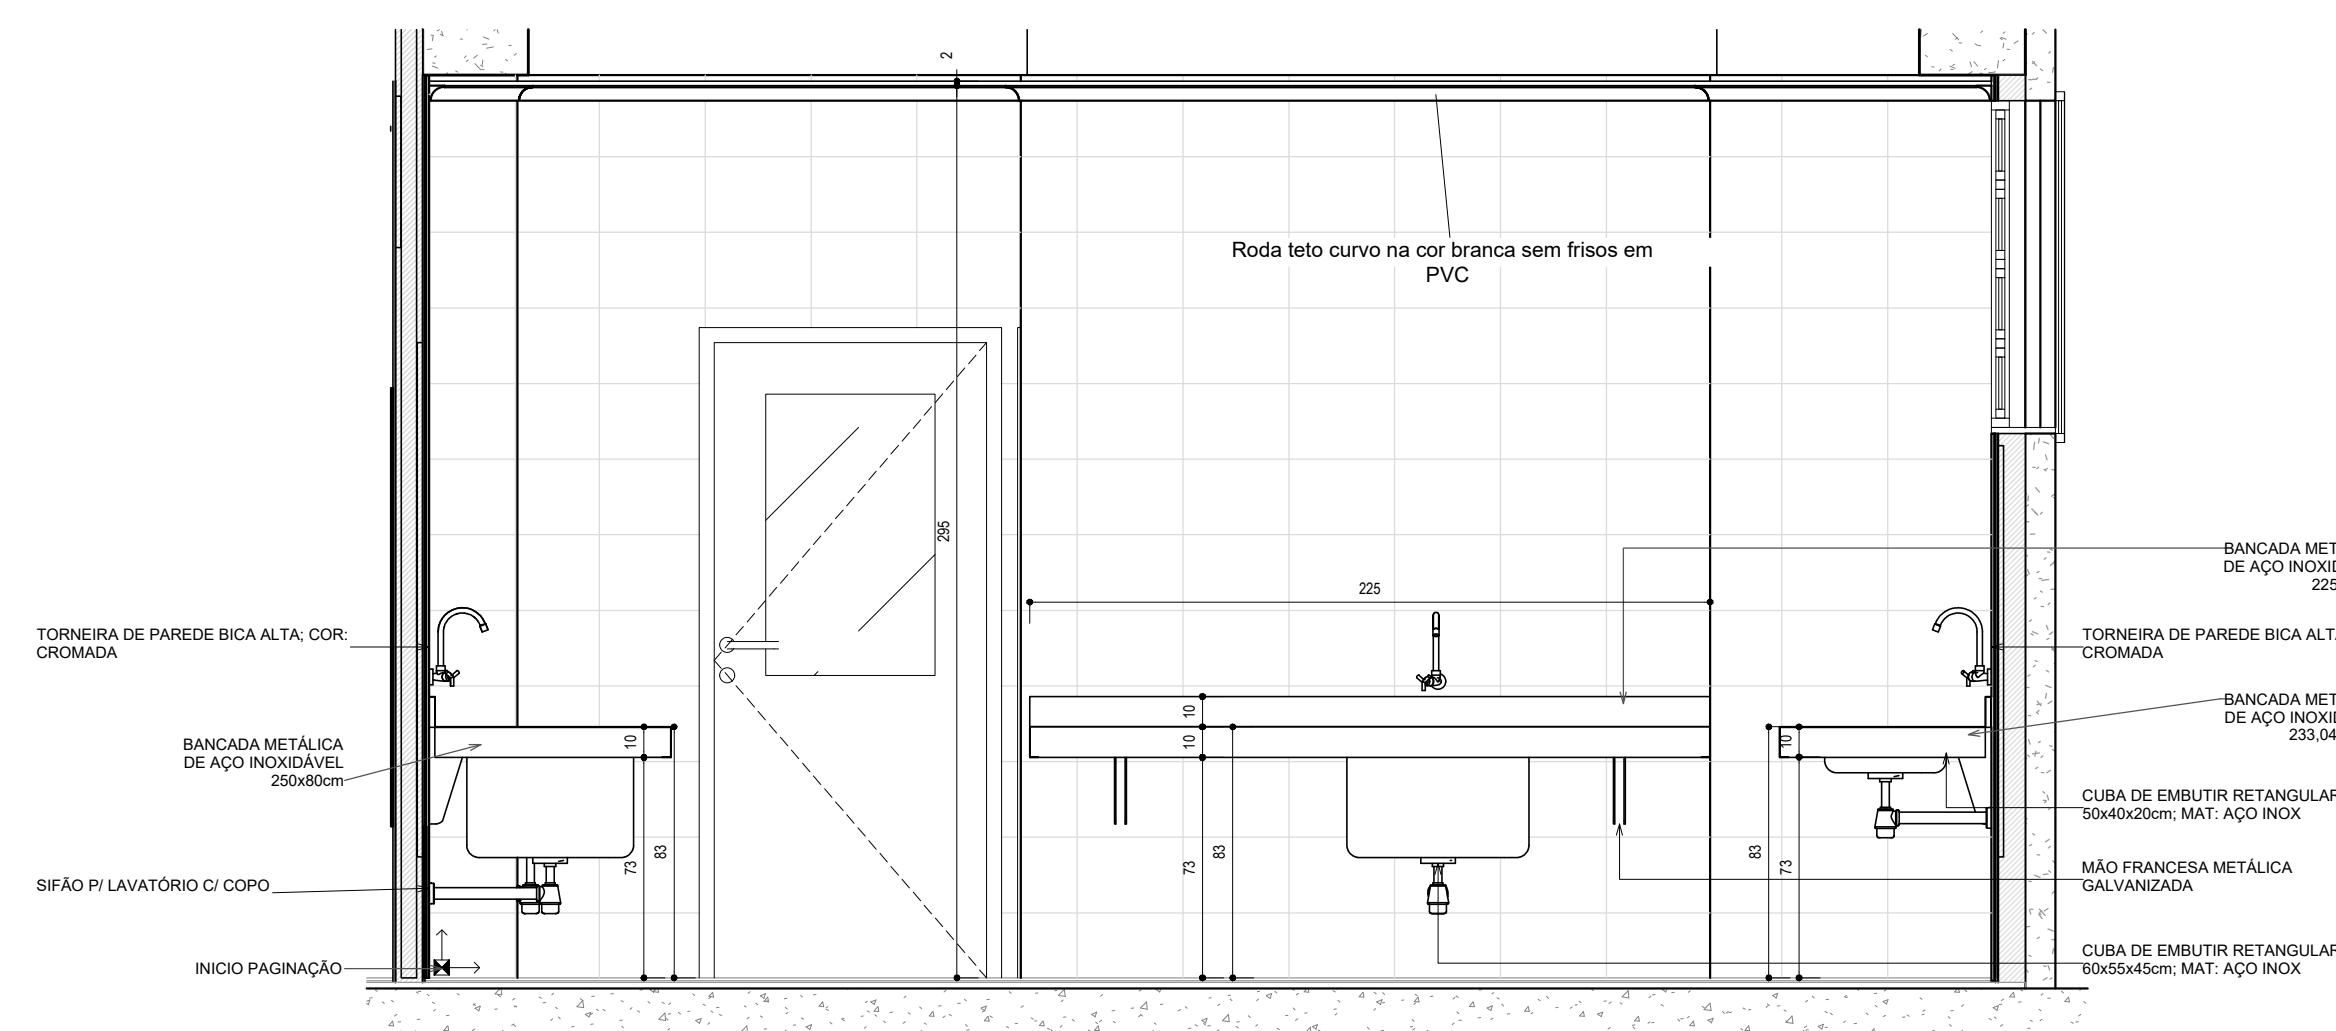 2
Roda teto curvo na cor branca sem frisos em
PVC
295
225
TORNEIRA DE PAREDE BICA ALTA; COR:
CROMADA
BANCADA METÁLICA
DE AÇO INOXIDÁVEL
250x80cm
SIFÃO P/ LAVATÓRIO C/ COPO
INICIO PAGINAÇÃO
10
73
83
10
10
73
83
10
83
73
BANCADA MET
DE AÇO INOXID
225
TORNEIRA DE PAREDE BICA ALTA
CROMADA
BANCADA MET
DE AÇO INOXID
233,04
CUBA DE EMBUTIR RETANGULAR
50x40x20cm; MAT: AÇO INOX
MÃO FRANCESA METÁLICA
GALVANIZADA
CUBA DE EMBUTIR RETANGULAR
60x55x45cm; MAT: AÇO INOX